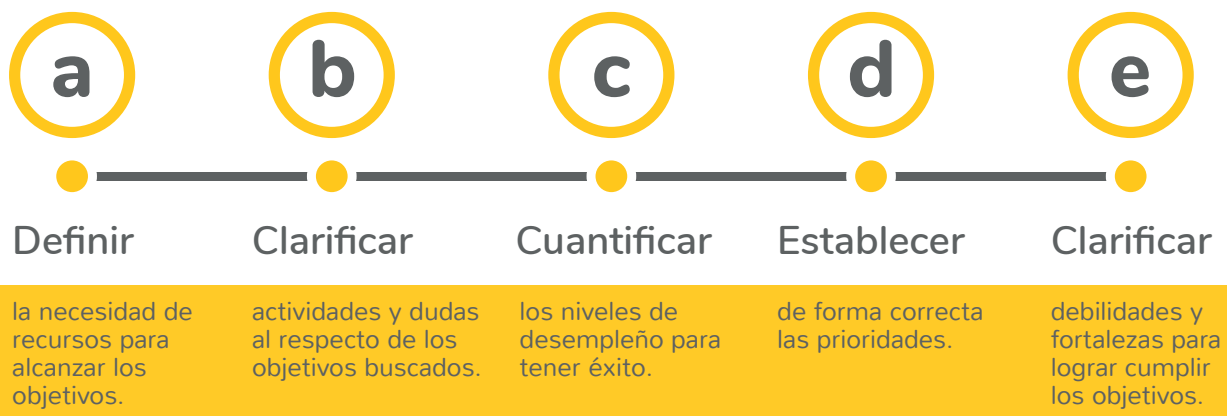 a
b
c
d
e
Definir
Clarificar
Cuantificar
Establecer
Clarificar
la necesidad de
recursos para
alcanzar los
objetivos.
actividades y dudas
al respecto de los
objetivos buscados.
los niveles de
desempleño para
tener éxito.
de forma correcta
las prioridades.
debilidades y
fortalezas para
lograr cumplir
los objetivos.